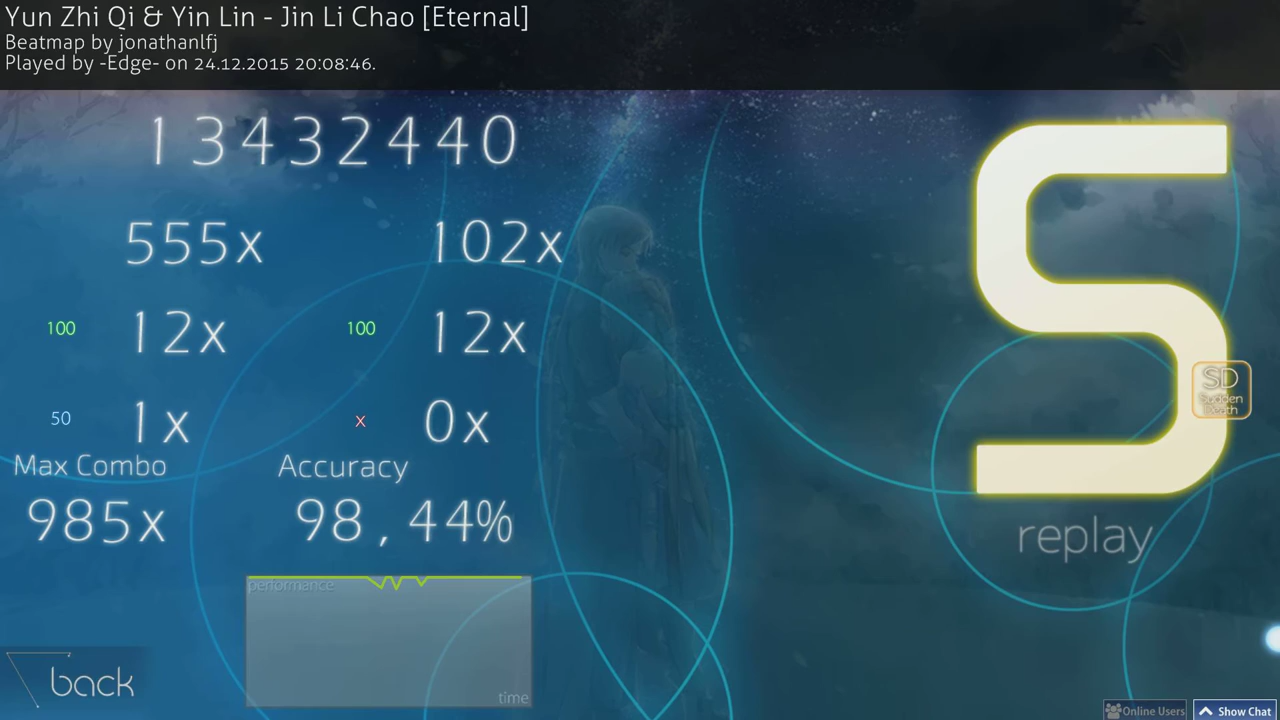 Yun Zhi Qi & Yin Lin - Jin Li Chao [Eternal]
Beatmap by jonathanlfj
Played by -Edge- on 24.12.2015 20:08:46.
13432440
555x 102x
100 12x 100 12x
50 1x x 0x
Max Combo Accuracy
985x 98,44%
S
SD
Sudden
Death
replay
performance
time
back
Online Users
Show Chat